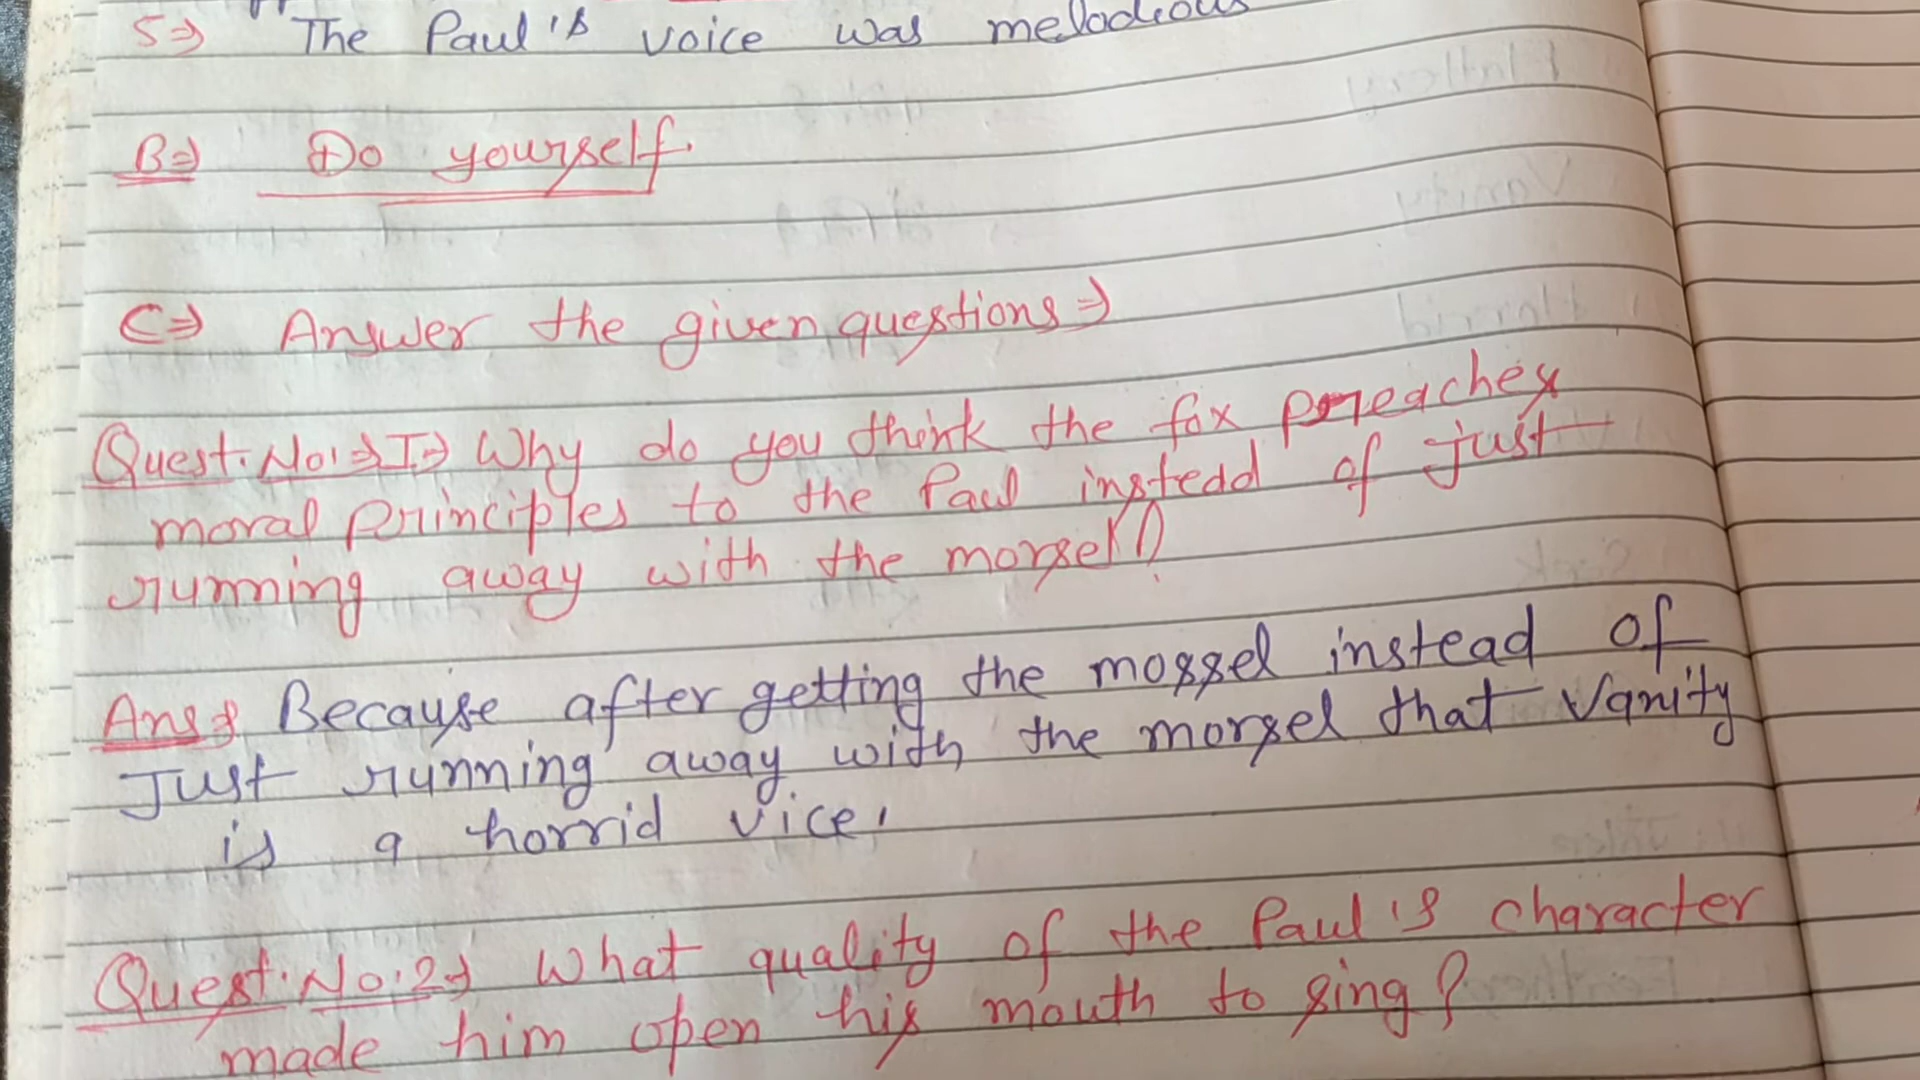 5⇒ "The Paul's voice was melodious
B⇒ Do yourself.
C⇒ Answer the given questions⇒
Quest. No.⇒I⇒ Why do you think the fox preaches
moral principles to the Paul instead of just
running away with the morsel?
Ans⇒ Because after getting the mossel instead of
Just running away with the morsel that Vanity
is a horrid vice.
Quest. No.2⇒ What quality of the Paul's character
made him open his mouth to sing?